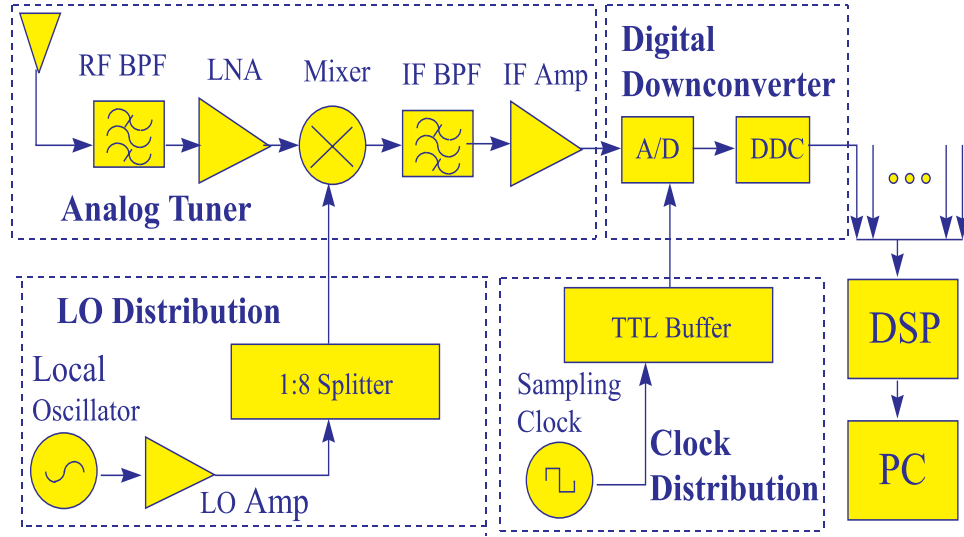 RF BPF
LNA
Mixer
IF BPF
IF Amp
Analog Tuner
Digital
Downconverter
A/D
DDC
LO Distribution
Local
Oscillator
LO Amp
1:8 Splitter
TTL Buffer
Sampling
Clock
Clock
Distribution
DSP
PC